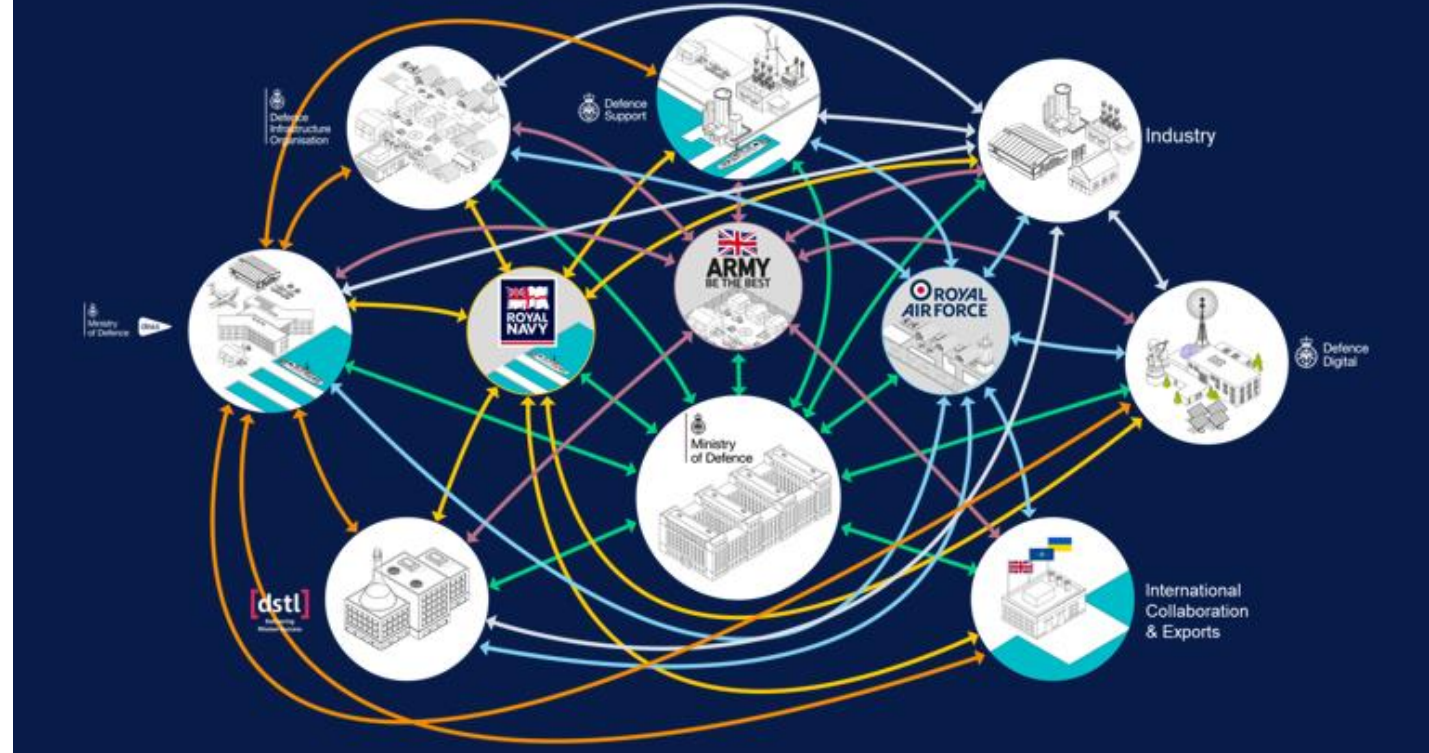 Defence
Infrastructure
Organisation
Defence
Support
Industry
Ministry
of Defence
ROYAL
NAVY
ARMY
BE THE BEST
ROYAL
AIR FORCE
Defence
Digital
Ministry
of Defence
[dstl]
International
Collaboration
& Exports